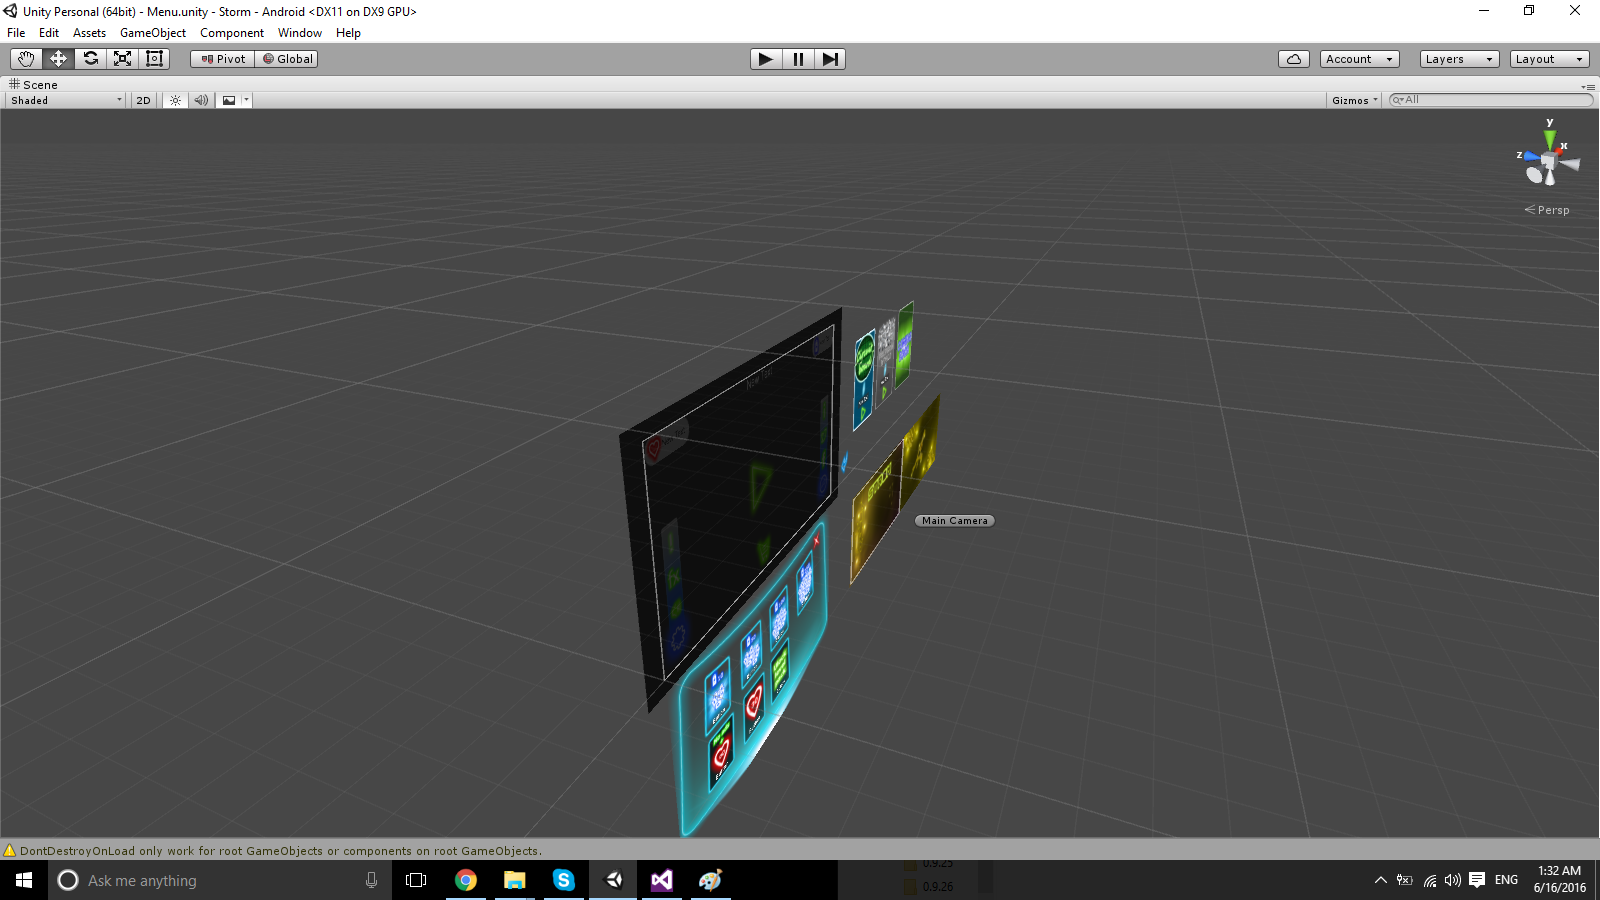 Unity Personal (64bit) - Menu.unity - Storm - Android <DX11 on DX9 GPU>
File Edit Assets GameObject Component Window Help
Pivot Global Account Layers Layout
Scene
Shaded 2D Gizmos All
y
x
z
Persp
New Text
Main Camera
DontDestroyOnLoad only work for root GameObjects or components on root GameObjects.
0.9.25
Ask me anything
0.9.26
ENG
1:32 AM
6/16/2016